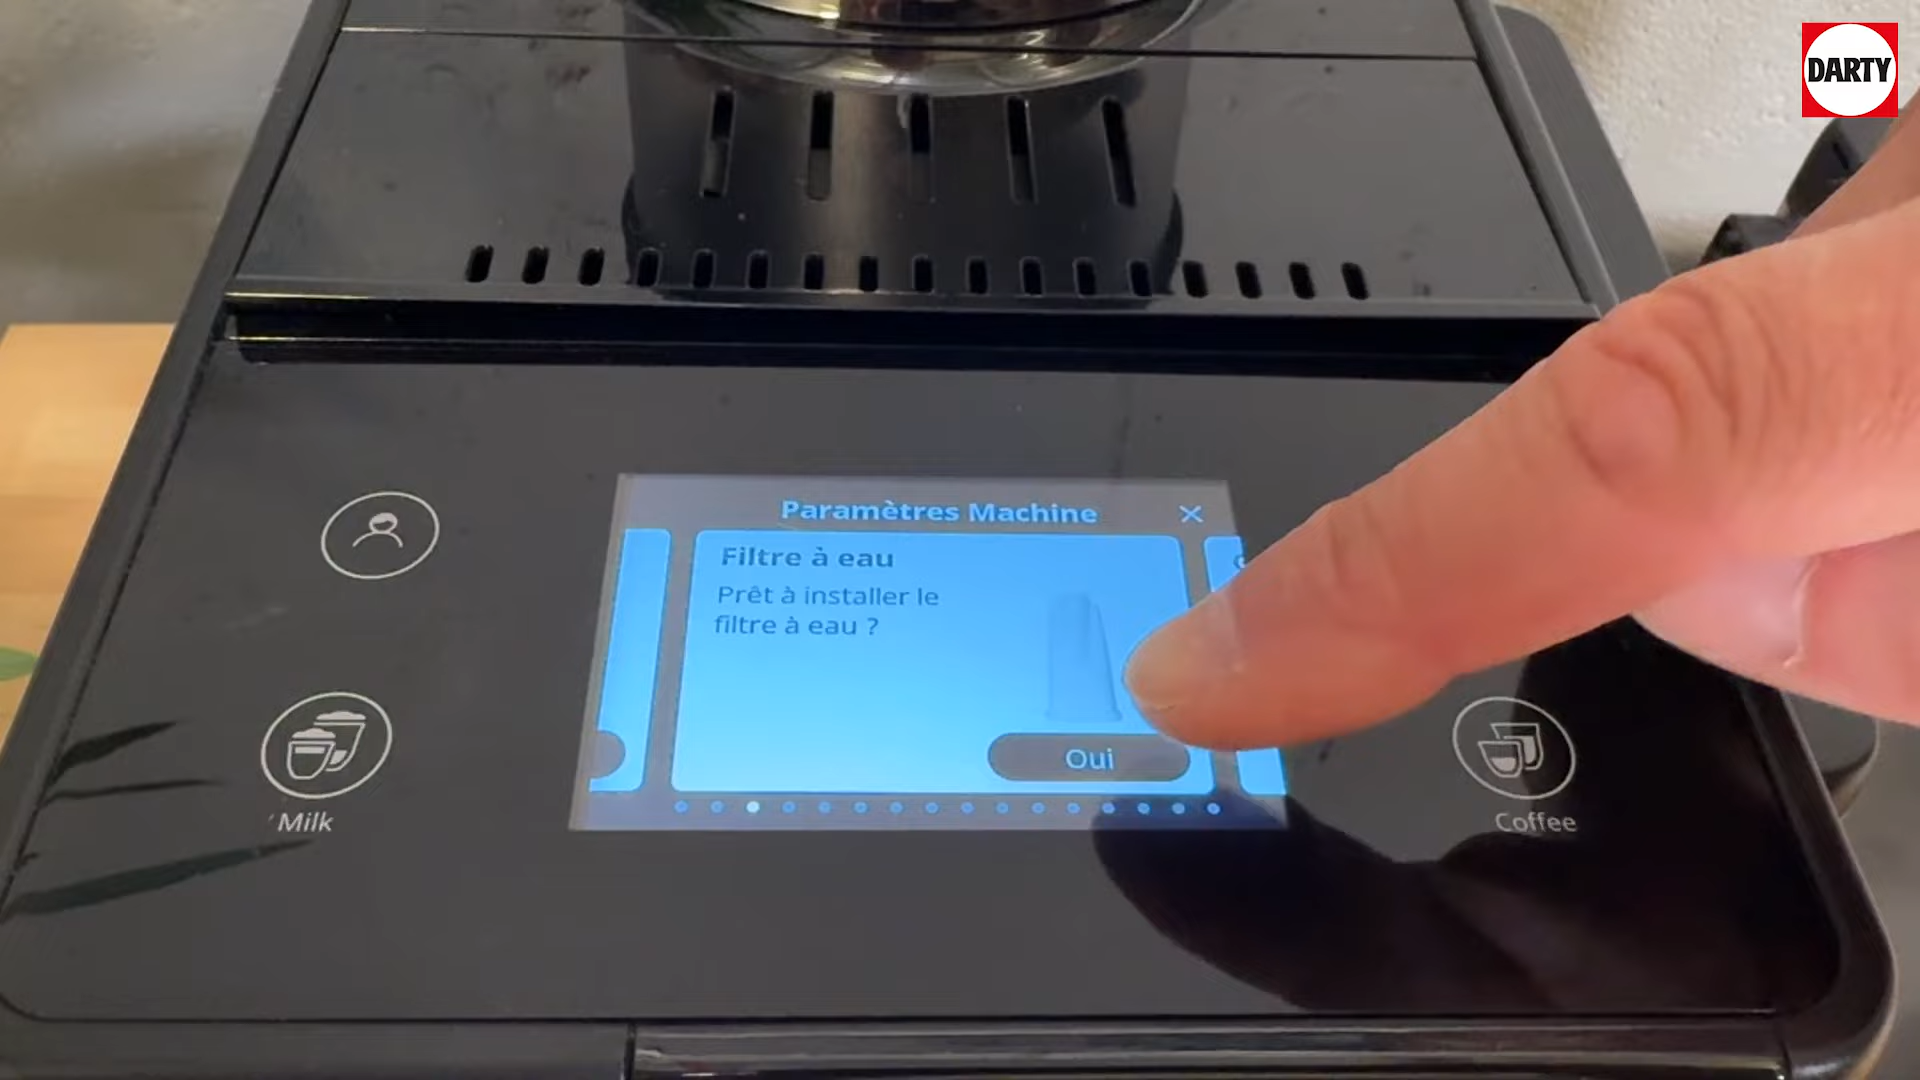 DARTY
Paramètres Machine
Filtre à eau
Prêt à installer le
filtre à eau ?
Oui
Milk
Coffee